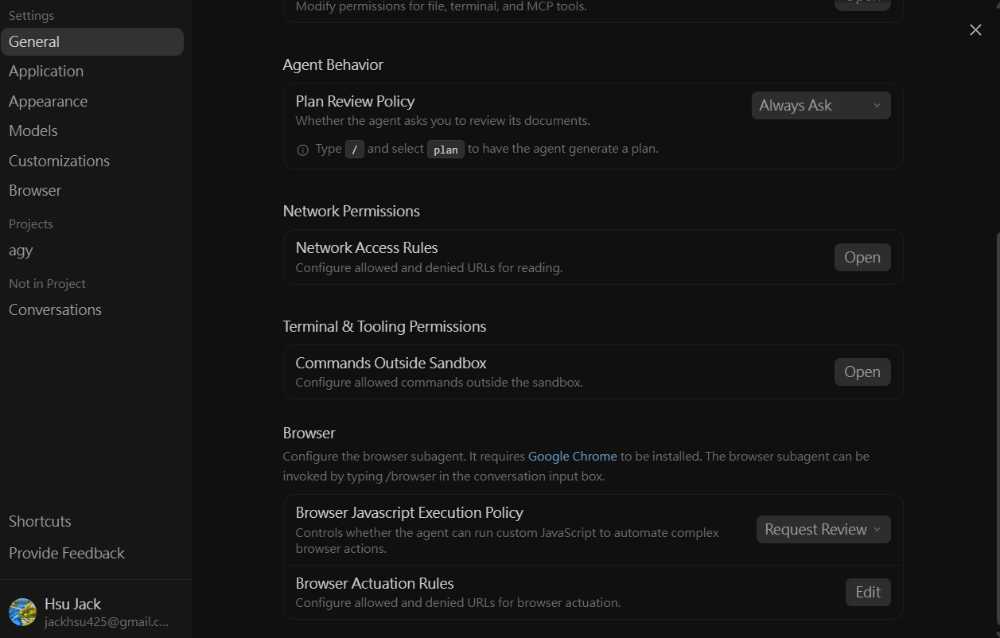 Settings
General
Application
Appearance
Models
Customizations
Browser
Projects
agy
Not in Project
Conversations
Shortcuts
Provide Feedback
Hsu Jack
jackhsu425@gmail.c...
Modify permissions for file, terminal, and MCP tools.
Open
Agent Behavior
Plan Review Policy
Whether the agent asks you to review its documents.
Always Ask
Type / and select plan to have the agent generate a plan.
Network Permissions
Network Access Rules
Configure allowed and denied URLs for reading.
Open
Terminal & Tooling Permissions
Commands Outside Sandbox
Configure allowed commands outside the sandbox.
Open
Browser
Configure the browser subagent. It requires Google Chrome to be installed. The browser subagent can be
invoked by typing /browser in the conversation input box.
Browser Javascript Execution Policy
Controls whether the agent can run custom JavaScript to automate complex
browser actions.
Request Review
Browser Actuation Rules
Configure allowed and denied URLs for browser actuation.
Edit